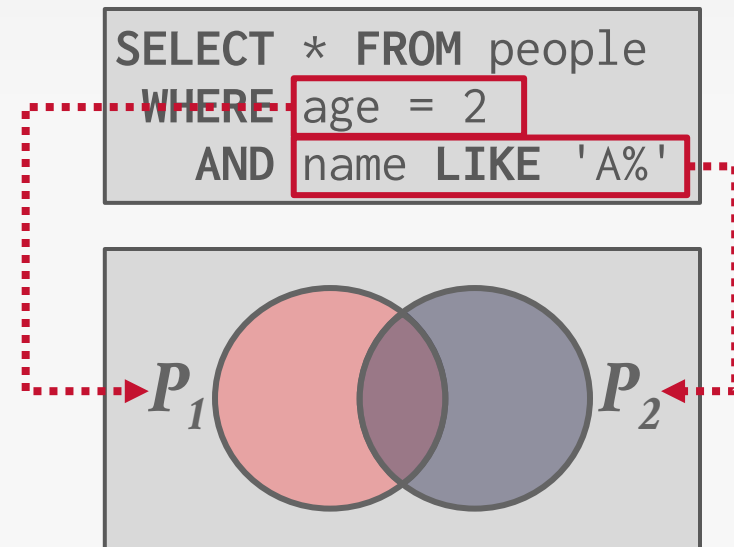 SELECT * FROM people
WHERE age = 2
AND name LIKE 'A%'
P1 P2